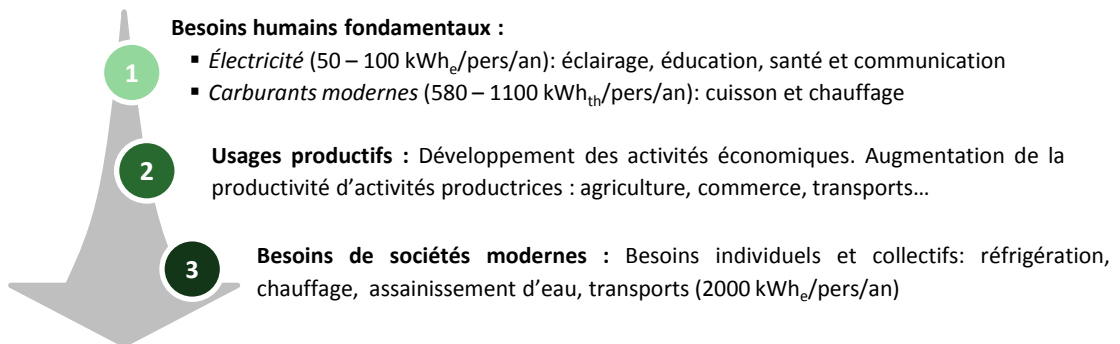 Besoins humains fondamentaux :
1
▪ Électricité (50 – 100 kWhₑ/pers/an): éclairage, éducation, santé et communication
▪ Carburants modernes (580 – 1100 kWhₜₕ/pers/an): cuisson et chauffage
2
Usages productifs : Développement des activités économiques. Augmentation de la
productivité d’activités productrices : agriculture, commerce, transports…
3
Besoins de sociétés modernes : Besoins individuels et collectifs: réfrigération,
chauffage, assainissement d’eau, transports (2000 kWhₑ/pers/an)